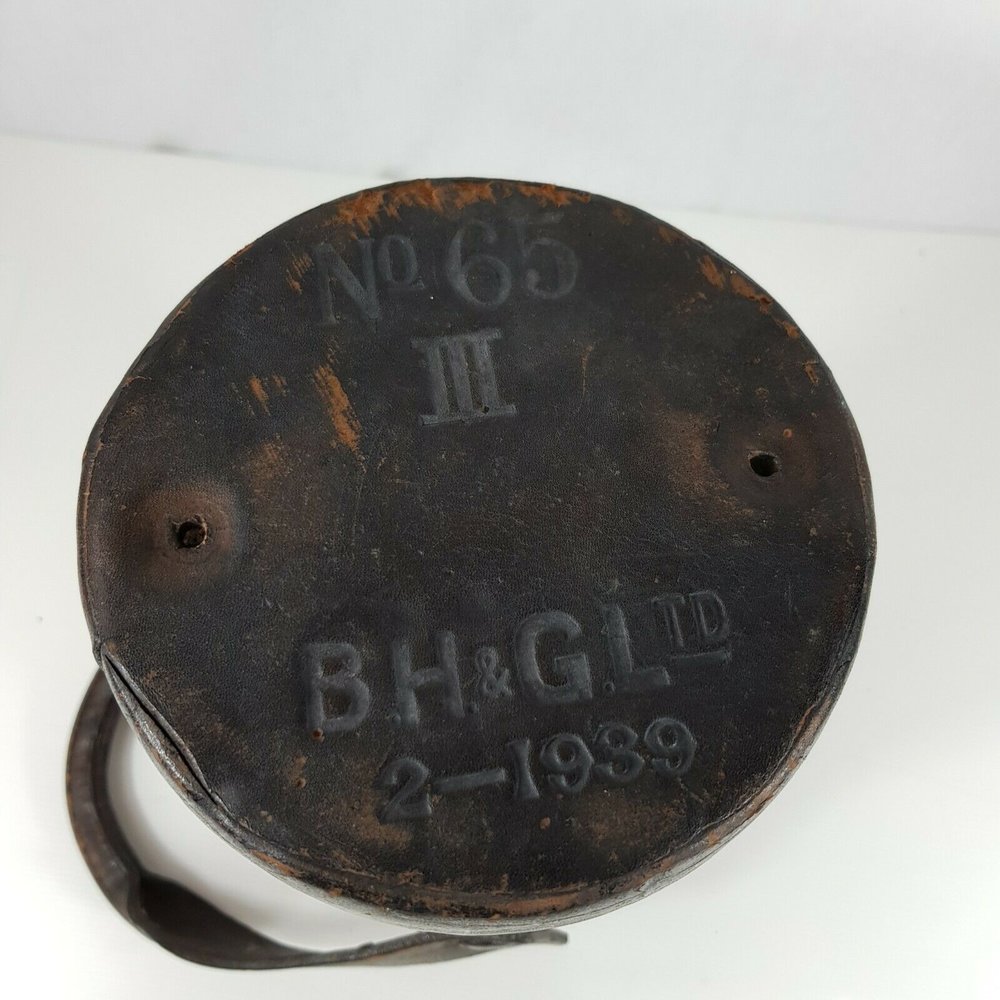 No 65
III
B.H.&G.LTD
2-1939